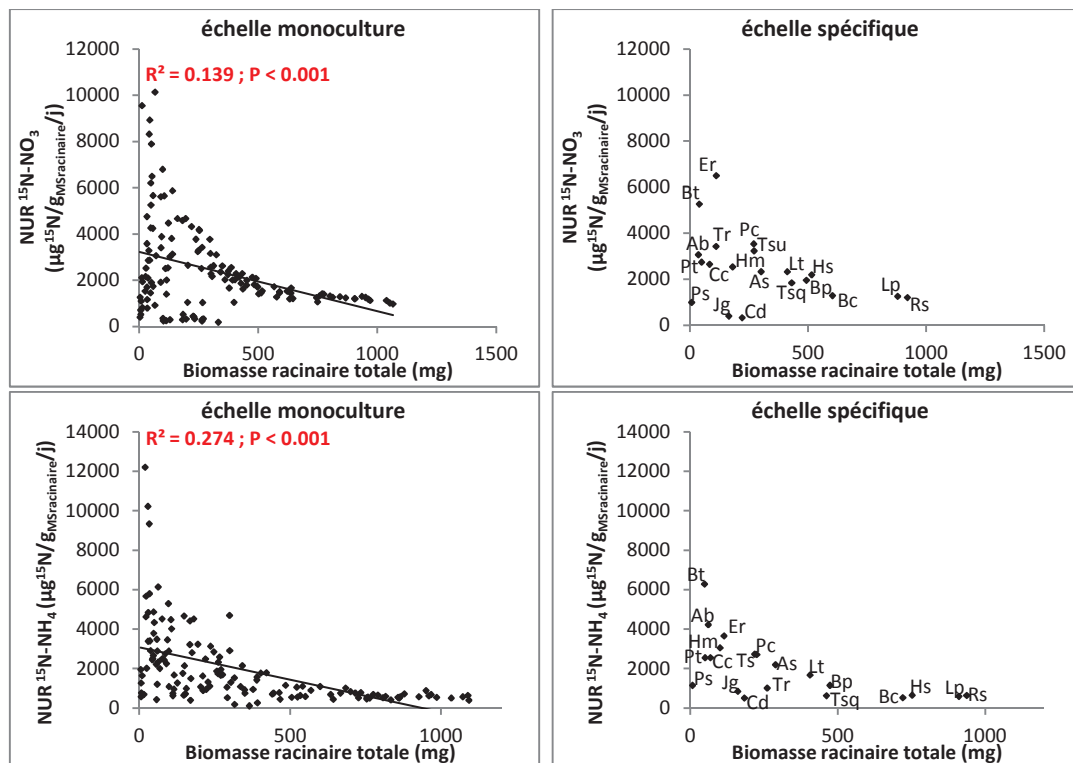 échelle monoculture
R² = 0.139 ; P < 0.001
NUR ¹⁵N-NO₃
(µg¹⁵N/gMSracinaire/j)
12000
10000
8000
6000
4000
2000
0
0 500 1000 1500
Biomasse racinaire totale (mg)
échelle spécifique
NUR ¹⁵N-NO₃
(µg¹⁵N/gMSracinaire/j)
12000
10000
8000
6000
4000
2000
0
Er
Bt
Ab Tr Pc
Tsu
Pt Cc Hm As Lt Hs
Tsq Bp Bc
Ps Jg Cd Lp Rs
0 500 1000 1500
Biomasse racinaire totale (mg)
échelle monoculture
R² = 0.274 ; P < 0.001
NUR ¹⁵N-NH₄ (µg¹⁵N/gMSracinaire/j)
14000
12000
10000
8000
6000
4000
2000
0
0 500 1000
Biomasse racinaire totale (mg)
échelle spécifique
NUR ¹⁵N-NH₄ (µg¹⁵N/gMSracinaire/j)
14000
12000
10000
8000
6000
4000
2000
0
Bt
Ab
Er
Hm Pc
Pt Cc Ts As Lt
Ps Jg Tr Bp Hs Lp
Cd Tsq Bc Rs
0 500 1000
Biomasse racinaire totale (mg)